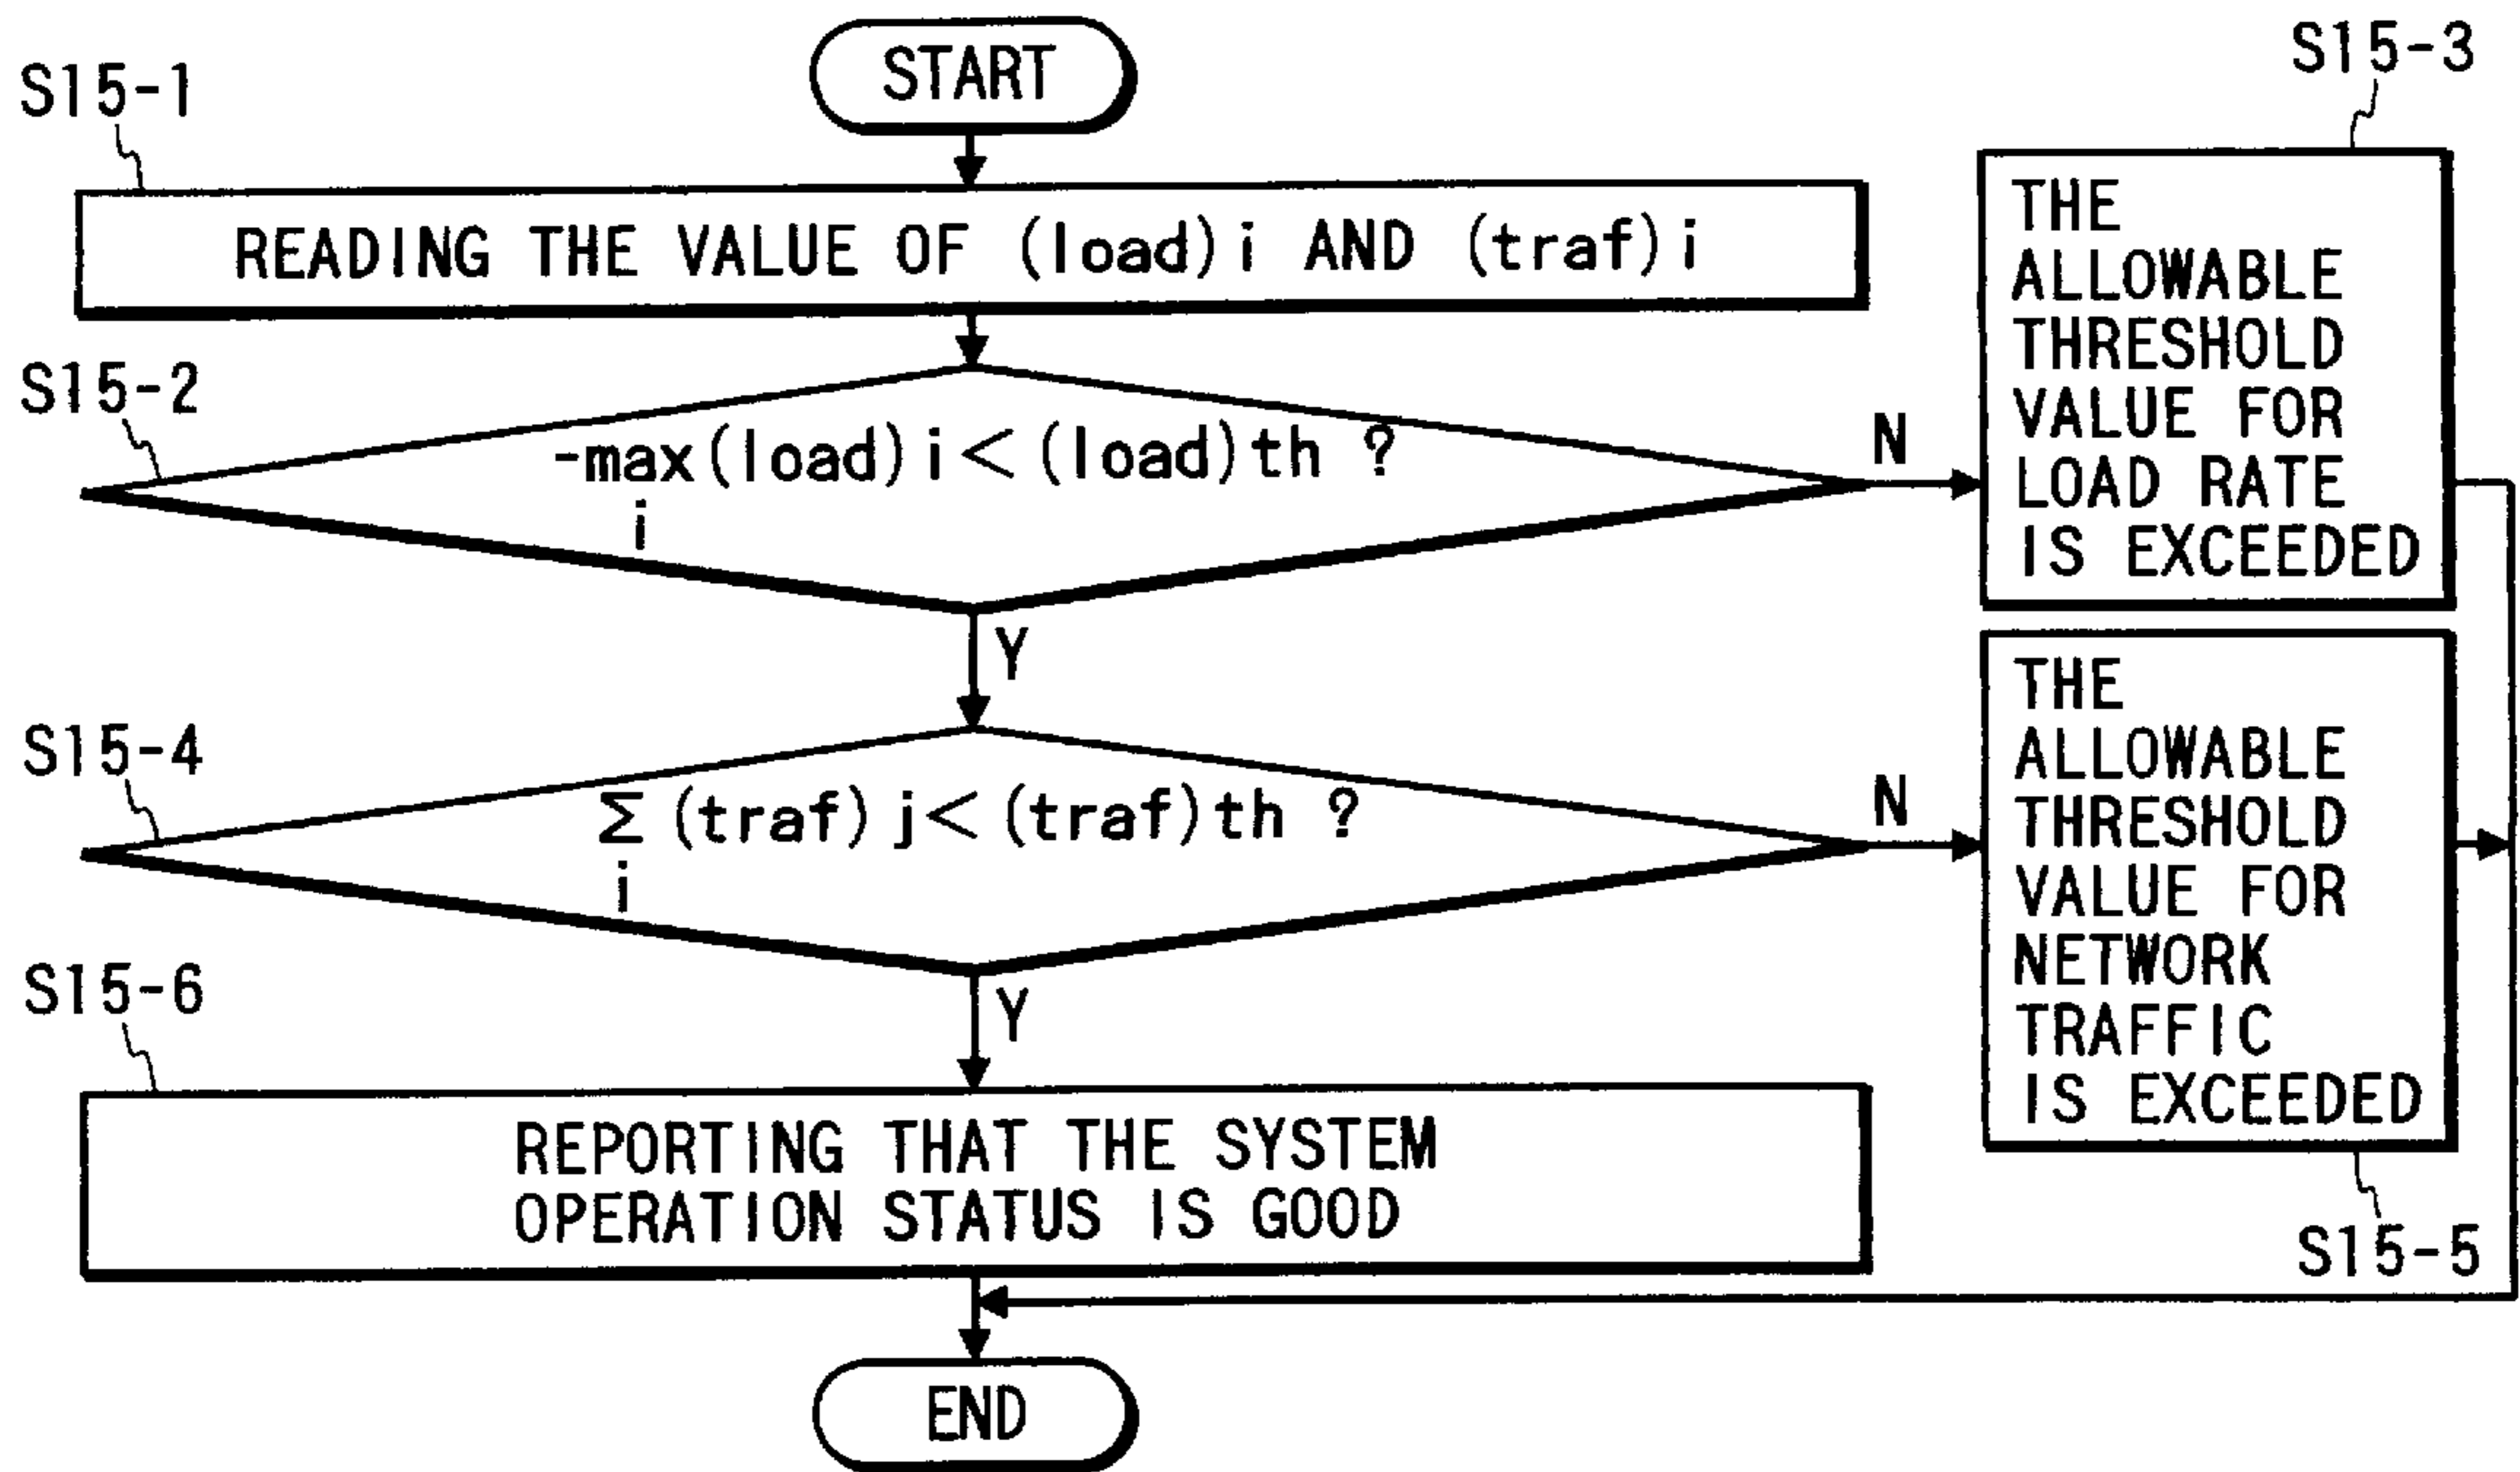 START
S15-1
READING THE VALUE OF (load)i AND (traf)i
S15-2
-max(load)i<(load)th ?
i
N
Y
S15-3
THE
ALLOWABLE
THRESHOLD
VALUE FOR
LOAD RATE
IS EXCEEDED
S15-4
Σ(traf)j<(traf)th ?
i
N
Y
THE
ALLOWABLE
THRESHOLD
VALUE FOR
NETWORK
TRAFFIC
IS EXCEEDED
S15-5
S15-6
REPORTING THAT THE SYSTEM
OPERATION STATUS IS GOOD
END